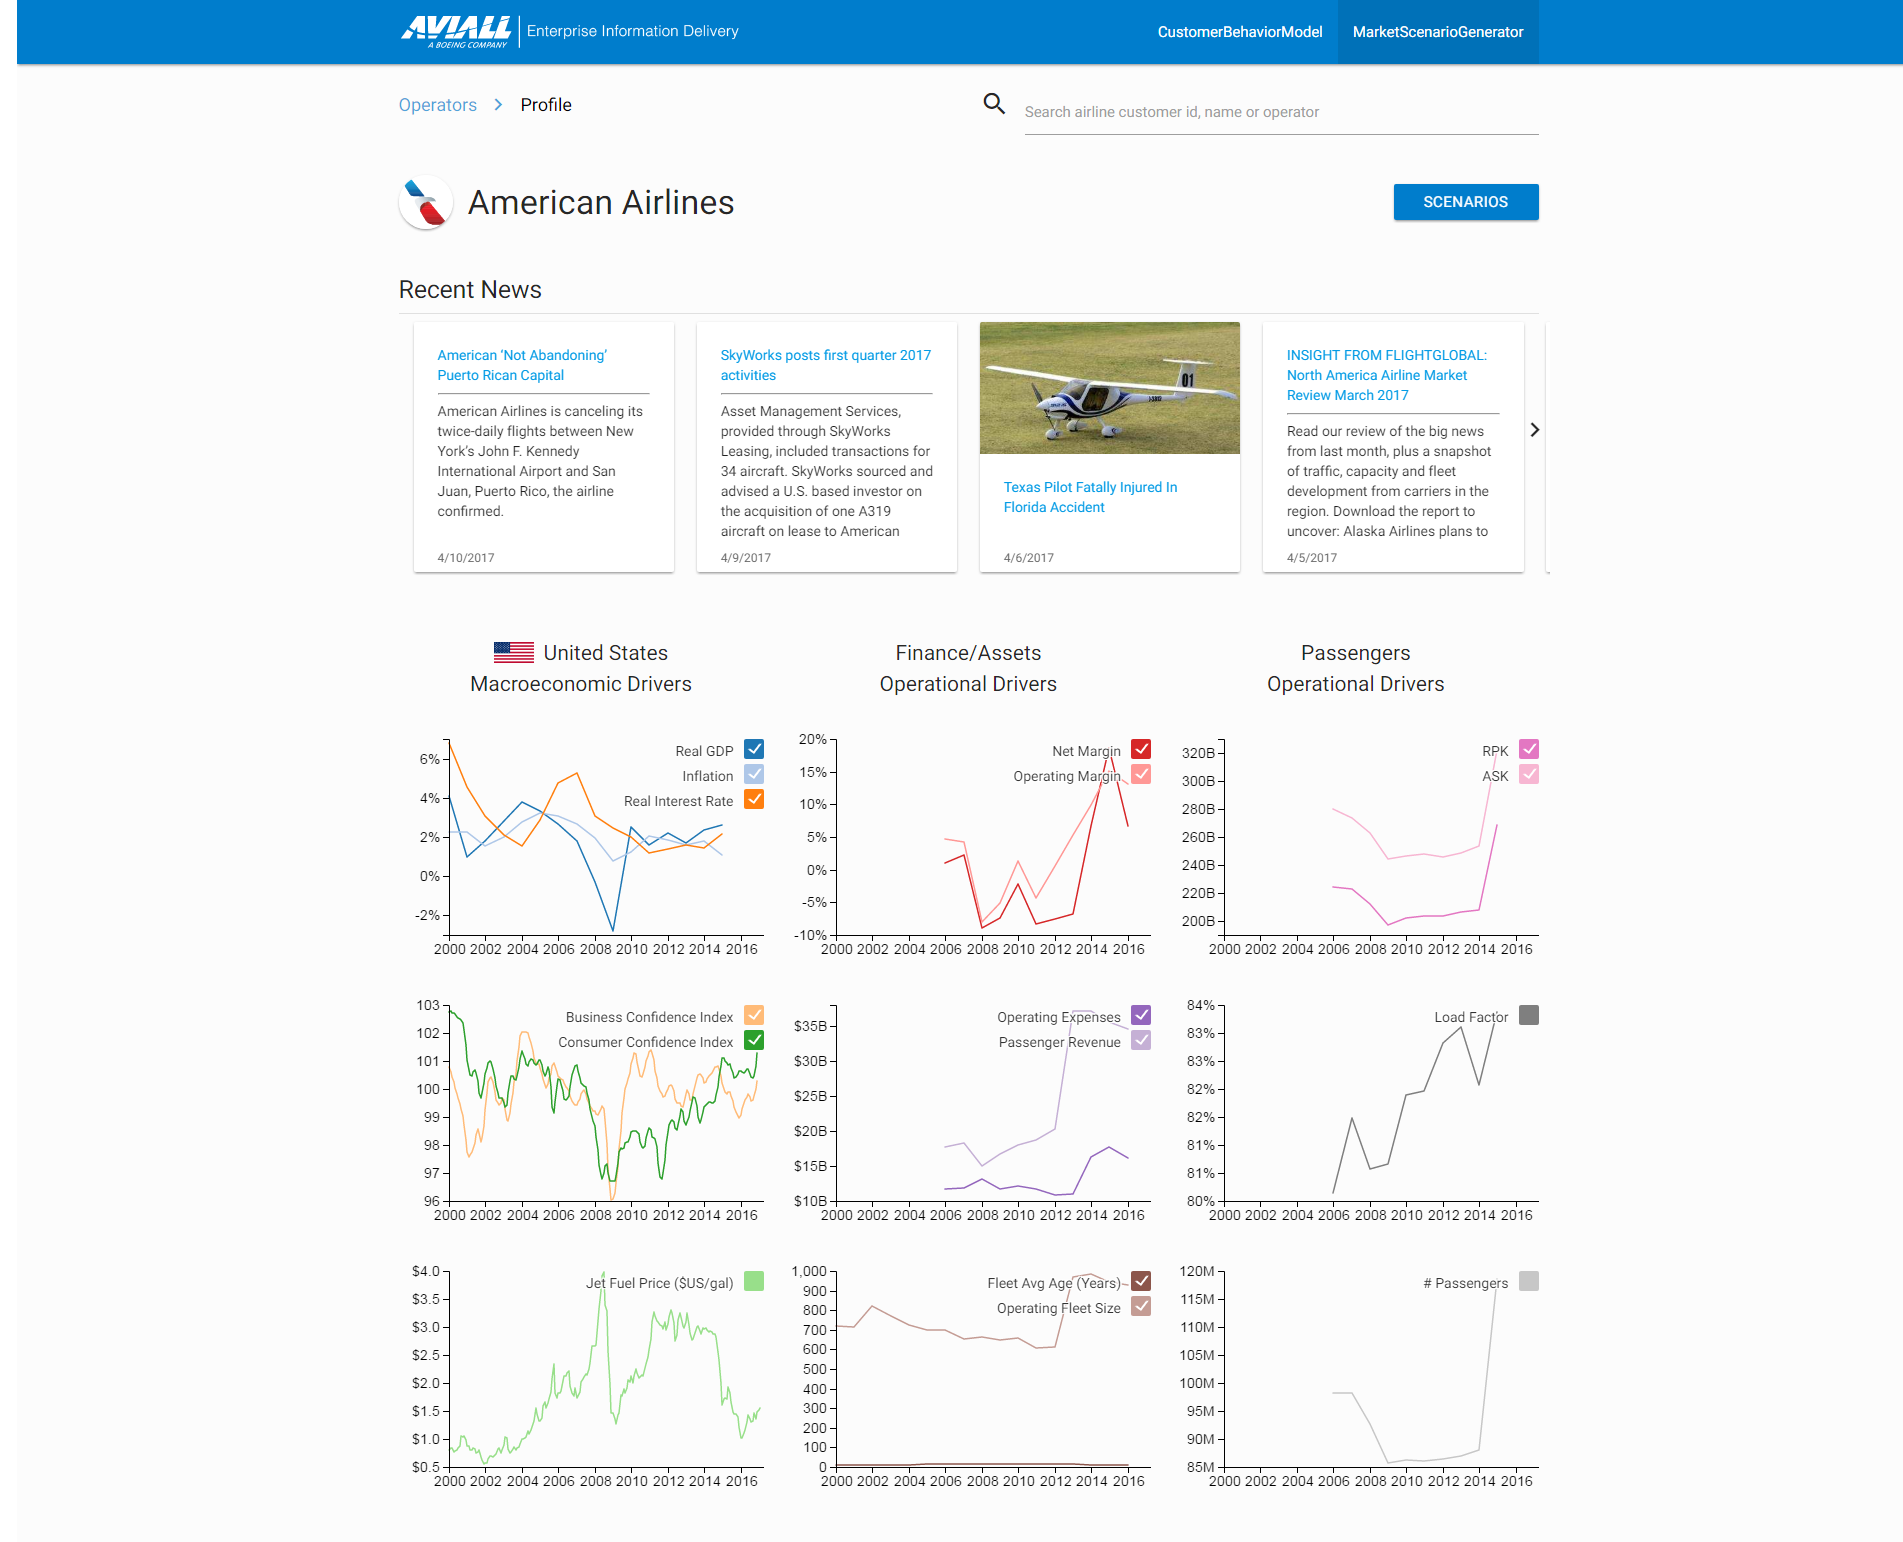 AVIALL
A BOEING COMPANY
Enterprise Information Delivery
CustomerBehaviorModel
MarketScenarioGenerator
Operators
Profile
Search airline customer id, name or operator
American Airlines
SCENARIOS
Recent News
American ‘Not Abandoning’
Puerto Rican Capital
American Airlines is canceling its
twice-daily flights between New
York’s John F. Kennedy
International Airport and San
Juan, Puerto Rico, the airline
confirmed.
4/10/2017
SkyWorks posts first quarter 2017
activities
Asset Management Services,
provided through SkyWorks
Leasing, included transactions for
34 aircraft. SkyWorks sourced and
advised a U.S. based investor on
the acquisition of one A319
aircraft on lease to American
4/9/2017
01
Texas Pilot Fatally Injured In
Florida Accident
4/6/2017
INSIGHT FROM FLIGHTGLOBAL:
North America Airline Market
Review March 2017
Read our review of the big news
from last month, plus a snapshot
of traffic, capacity and fleet
development from carriers in the
region. Download the report to
uncover: Alaska Airlines plans to
4/5/2017
United States
Macroeconomic Drivers
Real GDP
Inflation
Real Interest Rate
6%
4%
2%
0%
-2%
2000 2002 2004 2006 2008 2010 2012 2014 2016
Finance/Assets
Operational Drivers
Net Margin
Operating Margin
20%
15%
10%
5%
0%
-5%
-10%
2000 2002 2004 2006 2008 2010 2012 2014 2016
Passengers
Operational Drivers
RPK
ASK
320B
300B
280B
260B
240B
220B
200B
2000 2002 2004 2006 2008 2010 2012 2014 2016
Business Confidence Index
Consumer Confidence Index
103
102
101
100
99
98
97
96
2000 2002 2004 2006 2008 2010 2012 2014 2016
Operating Expenses
Passenger Revenue
$35B
$30B
$25B
$20B
$15B
$10B
2000 2002 2004 2006 2008 2010 2012 2014 2016
Load Factor
84%
83%
83%
82%
82%
81%
81%
80%
2000 2002 2004 2006 2008 2010 2012 2014 2016
Jet Fuel Price ($US/gal)
$4.0
$3.5
$3.0
$2.5
$2.0
$1.5
$1.0
$0.5
2000 2002 2004 2006 2008 2010 2012 2014 2016
Fleet Avg Age (Years)
Operating Fleet Size
1,000
900
800
700
600
500
400
300
200
100
0
2000 2002 2004 2006 2008 2010 2012 2014 2016
# Passengers
120M
115M
110M
105M
100M
95M
90M
85M
2000 2002 2004 2006 2008 2010 2012 2014 2016